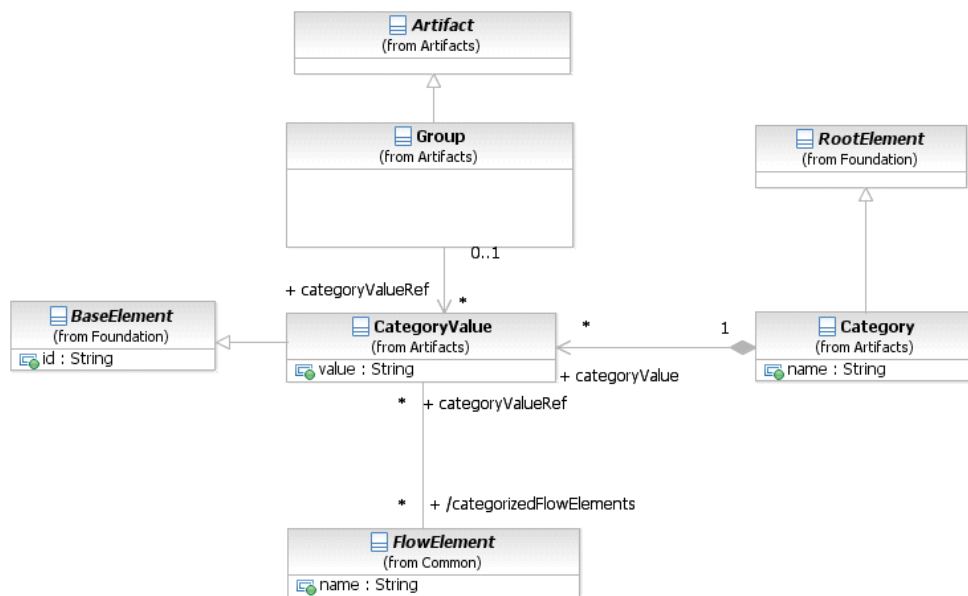 Artifact
(from Artifacts)
Group
(from Artifacts)
RootElement
(from Foundation)
0..1
+ categoryValueRef
*
BaseElement
(from Foundation)
id : String
CategoryValue
(from Artifacts)
value : String
*
1
+ categoryValue
Category
(from Artifacts)
name : String
* + categoryValueRef
* + /categorizedFlowElements
FlowElement
(from Common)
name : String